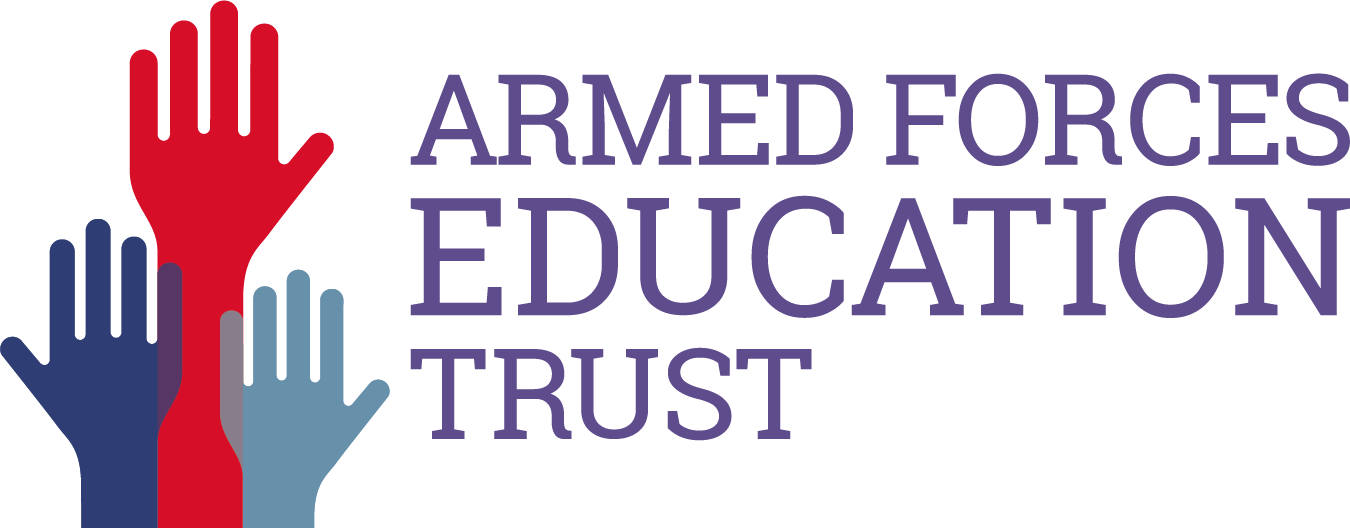 ARMED FORCES
EDUCATION
TRUST